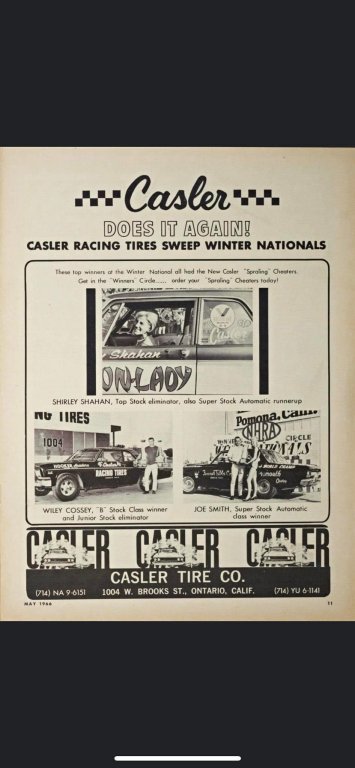 Casler
DOES IT AGAIN!
CASLER RACING TIRES SWEEP WINTER NATIONALS
These top winners at the Winter National all had the New Casler "Spraling" Cheaters.
Get in the "Winners" Circle...... order your "Spraling" Cheaters today!
Shahan
ON-LADY
SHIRLEY SHAHAN, Top Stock eliminator, also Super Stock Automatic runnerup
NG TIRES
1004
RACING TIRES
Pomona, Calif.
NHRA
CIRCLE
WILEY COSSEY, "B" Stock Class winner
and Junior Stock eliminator
JOE SMITH, Super Stock Automatic
class winner
CASLER CASLER CASLER
CASLER TIRE CO.
(714) NA 9-6151 1004 W. BROOKS ST., ONTARIO, CALIF. (714) YU 6-1141
MAY 1966 11